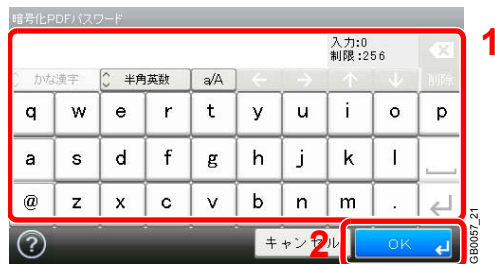 暗号化PDFパスワード
1
入力:0
制限:256
かな漢字 半角英数 a/A ← → ↑ ↓ 削除
q w e r t y u i o p
a s d f g h j k l
@ z x c v b n m .
? キャンセル 2 OK
GB0057_21